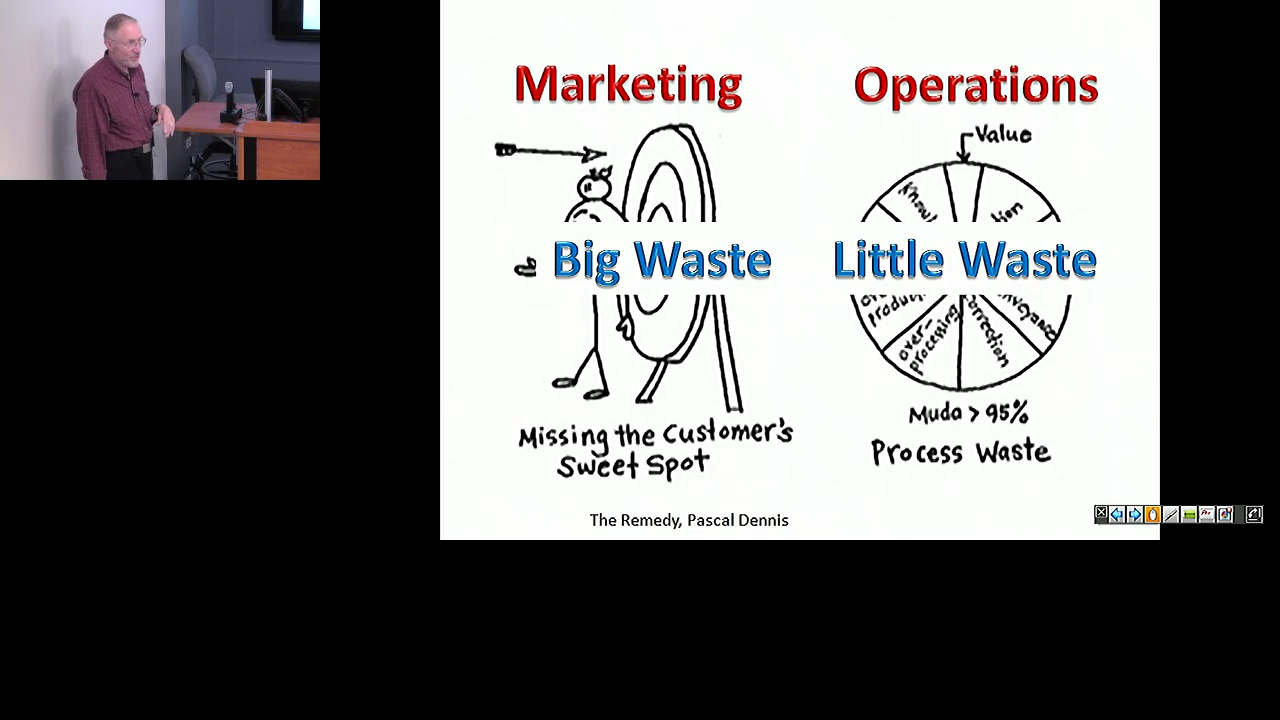 Marketing
Operations
Value
Big Waste
Little Waste
over-
processing
Correction
Muda > 95%
Missing the Customer's
Sweet Spot
Process Waste
The Remedy, Pascal Dennis